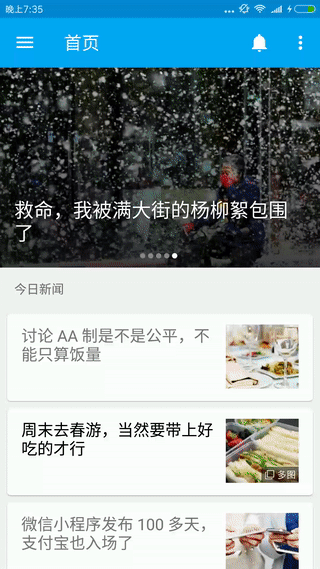 晚上7:35
首页
救命，我被满大街的杨柳絮包围
了
今日新闻
讨论 AA 制是不是公平，不
能只算饭量
周末去春游，当然要带上好
吃的才行
多图
微信小程序发布 100 多天，
支付宝也入场了